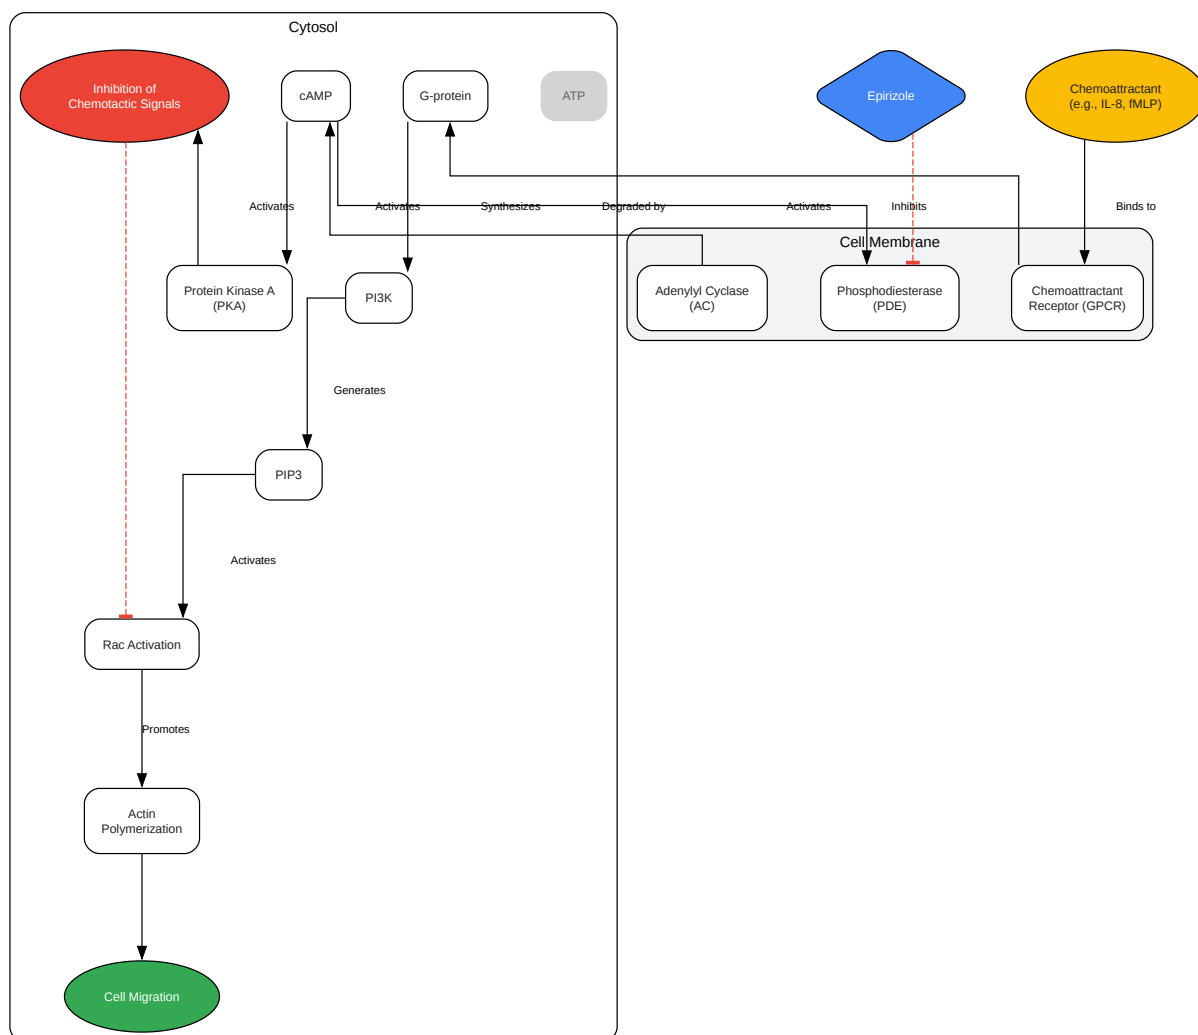 Cytosol
Inhibition of
Chemotactic Signals
cAMP
G-protein
ATP
Epirizole
Chemoattractant
(e.g., IL-8, fMLP)
Activates
Activates
Synthesizes
Degraded by
Activates
Inhibits
Binds to
Cell Membrane
Protein Kinase A
(PKA)
PI3K
Adenylyl Cyclase
(AC)
Phosphodiesterase
(PDE)
Chemoattractant
Receptor (GPCR)
Generates
PIP3
Activates
Rac Activation
Promotes
Actin
Polymerization
Cell Migration